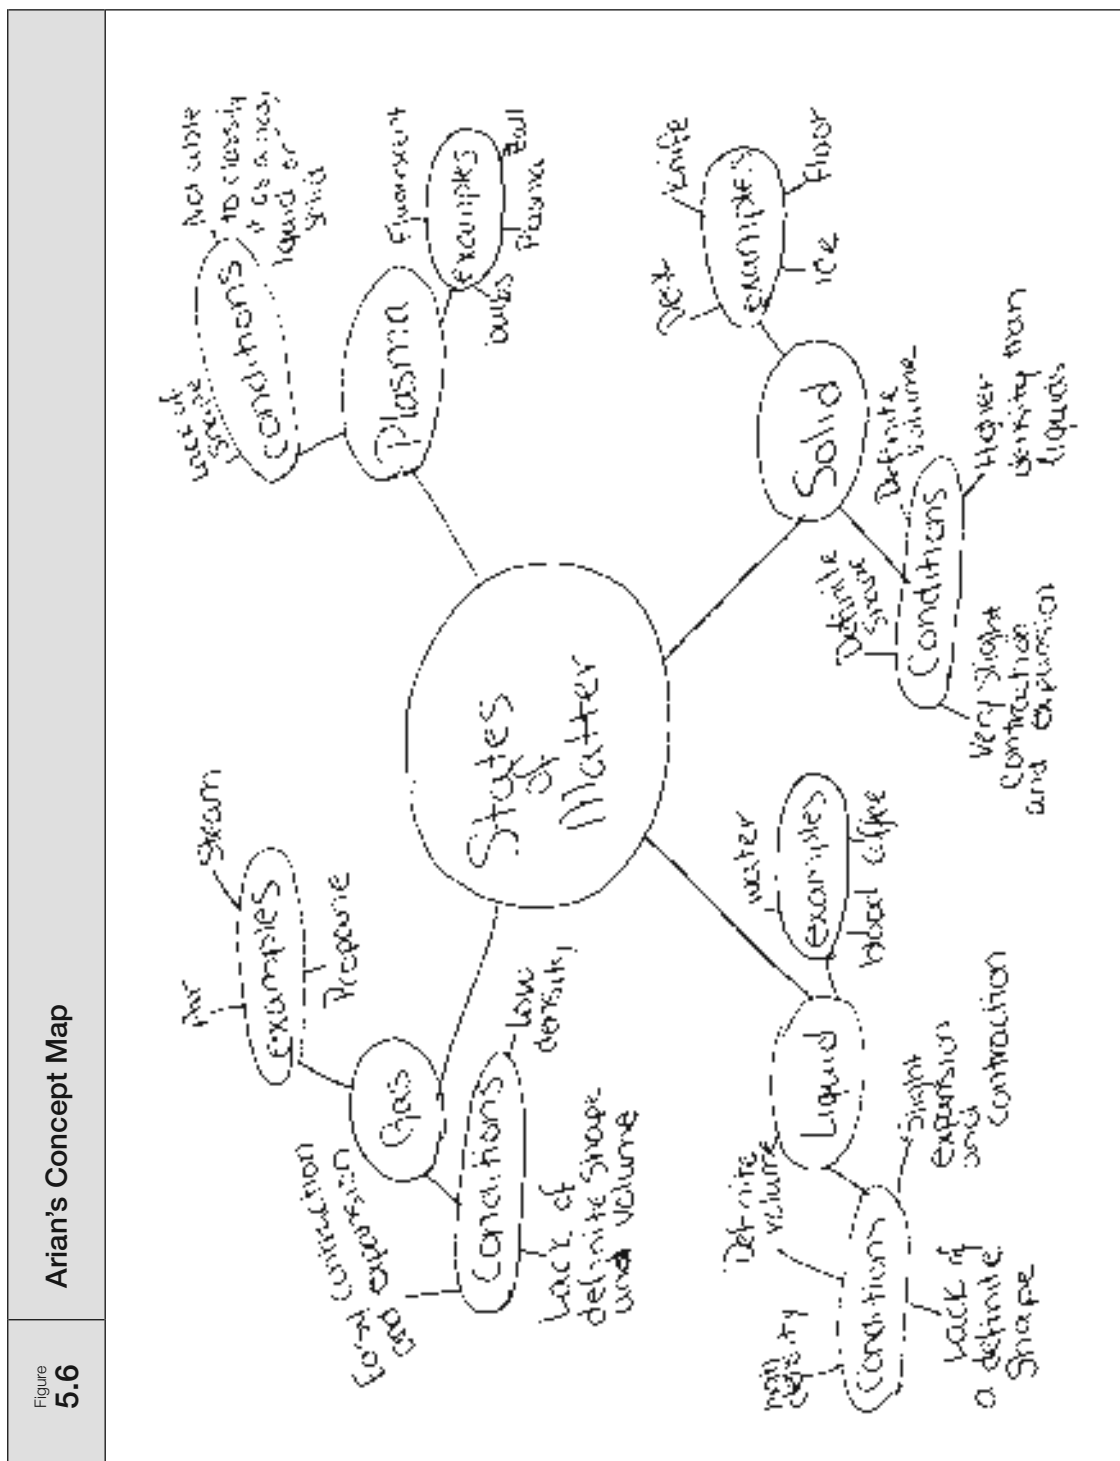 Figure
5.6
Arian's Concept Map
States
of
Matter
Gas
examples
Air
Steam
Propane
Conditions
contraction
and expansion
Low
density
Lack of
definite shape
and volume
Plasma
Conditions
Lack of
Shape
Not able
to classify
it as a gas,
liquid or
solid
examples
Fluorescent
bulbs
Plasma
Ball
Liquid
examples
water
blood
coffee
Conditions
Definite
volume
Slight
expansion
and
contraction
Lack of
a definite
Shape
density
Solid
examples
knife
floor
ice
Conditions
Definite
shape
Definite
volume
Higher
density than
liquids
Very slight
contraction
and expansion